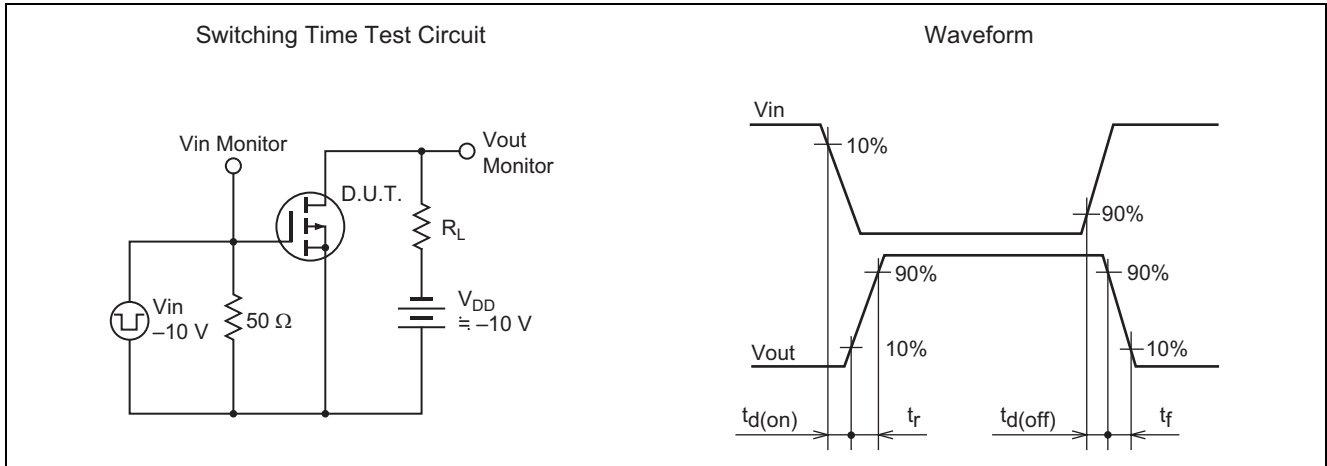 Switching Time Test Circuit
Vin Monitor
D.U.T.
Vout
Monitor
RL
Vin
–10 V
50 Ω
VDD
≒ –10 V
Waveform
Vin
10%
90%
90%
90%
Vout
10%
10%
td(on)
tr
td(off)
tf